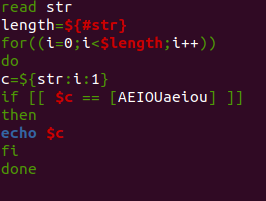 read str
length=${#str}
for((i=0;i<$length;i++))
do
c=${str:i:1}
if [[ $c == [AEIOUaeiou] ]]
then
echo $c
fi
done